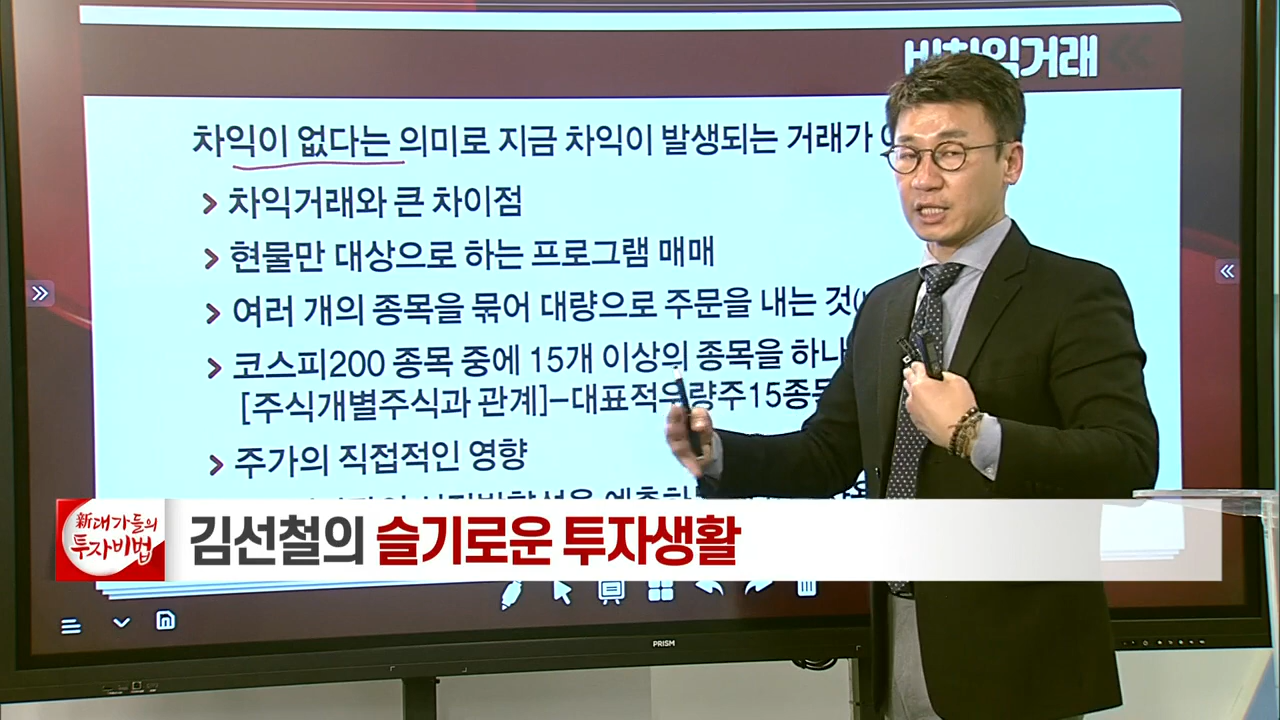 차익이 없다는 의미로 지금 차익이 발생되는 거래가
> 차익거래와 큰 차이점
> 현물만 대상으로 하는 프로그램 매매
> 여러 개의 종목을 묶어 대량으로 주문을 내는 것
> 코스피200 종목 중에 15개 이상의 종목을 하나
[주식개별주식과 관계]-대표적우량주15종목
> 주가의 직접적인 영향
新대가들의
투자비법
김선철의 슬기로운 투자생활
PRISM